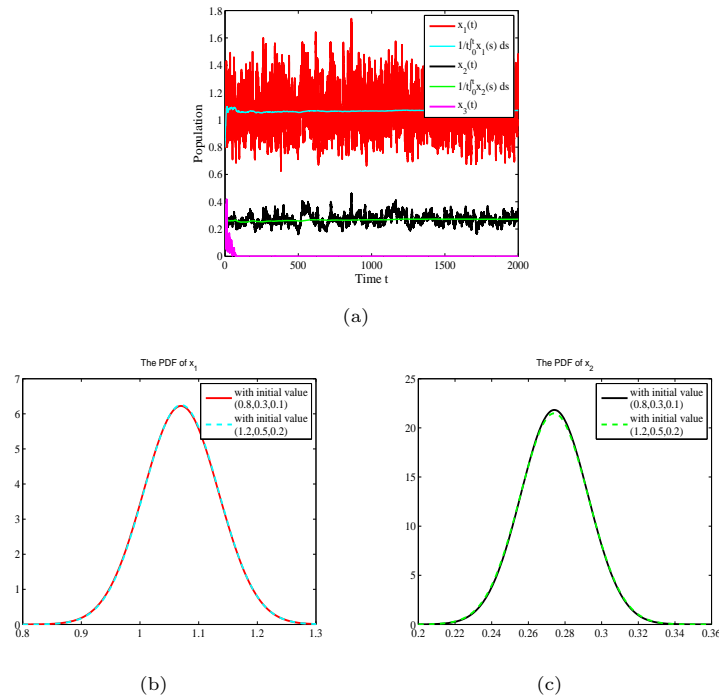 1.8
1.6
1.4
1.2
1
0.8
0.6
0.4
0.2
0
Population
x₁(t)
1/t∫₀ᵗ x₁(s) ds
x₂(t)
1/t∫₀ᵗ x₂(s) ds
x₃(t)
0 500 1000 1500 2000
Time t
(a)
The PDF of x₁
7
6
5
4
3
2
1
0
with initial value
(0.8,0.3,0.1)
with initial value
(1.2,0.5,0.2)
0.8 0.9 1 1.1 1.2 1.3
(b)
The PDF of x₂
25
20
15
10
5
0
with initial value
(0.8,0.3,0.1)
with initial value
(1.2,0.5,0.2)
0.2 0.22 0.24 0.26 0.28 0.3 0.32 0.34 0.36
(c)